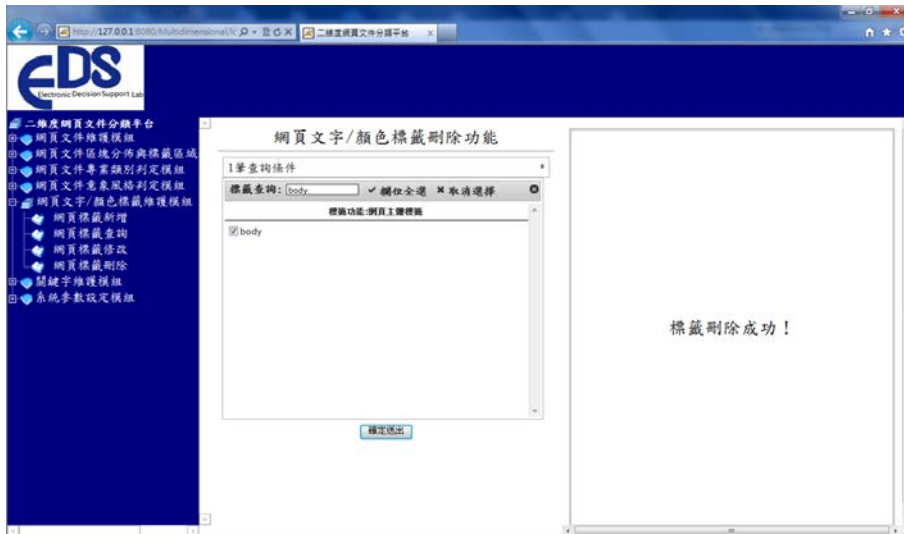 http://127.0.0.1:8080/Multidimensional/k
二維度網頁文件分類平台
EDS
Electronic Decision Support Lab
二維度網頁文件分類平台
網頁文件維護模組
網頁文件區塊分佈與標籤區域
網頁文件專業類別判定模組
網頁文件意象風格判定模組
網頁文字/顏色標籤維護模組
網頁標籤新增
網頁標籤查詢
網頁標籤修改
網頁標籤刪除
關鍵字維護模組
系統參數設定模組
網頁文字/顏色標籤刪除功能
1筆查詢條件
標籤查詢: body 欄位全選 取消選擇
標籤功能:網頁主體標籤
body
確定送出
標籤刪除成功！